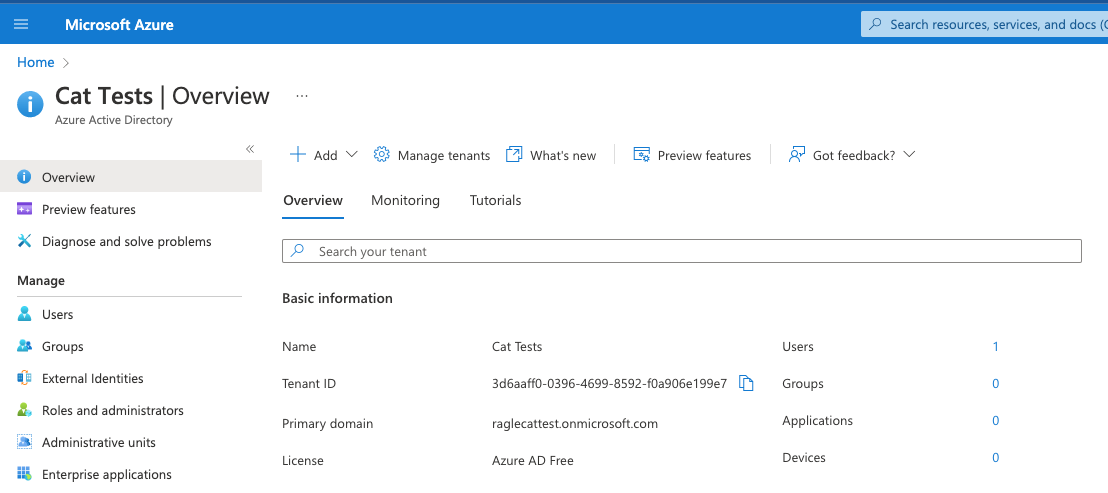 Microsoft Azure
Search resources, services, and docs (
Home
Cat Tests | Overview
Azure Active Directory
Overview
Preview features
Diagnose and solve problems
Manage
Users
Groups
External Identities
Roles and administrators
Administrative units
Enterprise applications
Add
Manage tenants
What's new
Preview features
Got feedback?
Overview Monitoring Tutorials
Search your tenant
Basic information
Name Cat Tests Users 1
Tenant ID 3d6aaff0-0396-4699-8592-f0a906e199e7 Groups 0
Primary domain raglecattest.onmicrosoft.com Applications 0
License Azure AD Free Devices 0